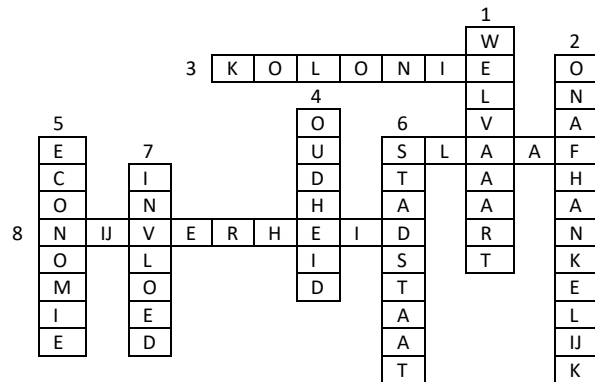 1
W 2
3 K O L O N I E O
4 L N
5 O 6 V A
E 7 U S L A A F
C I D T A H
O N H A A A
8 N IJ V E R H E I D R N
O L I S T K
M O D T E
I E A L
E D A IJ
T K